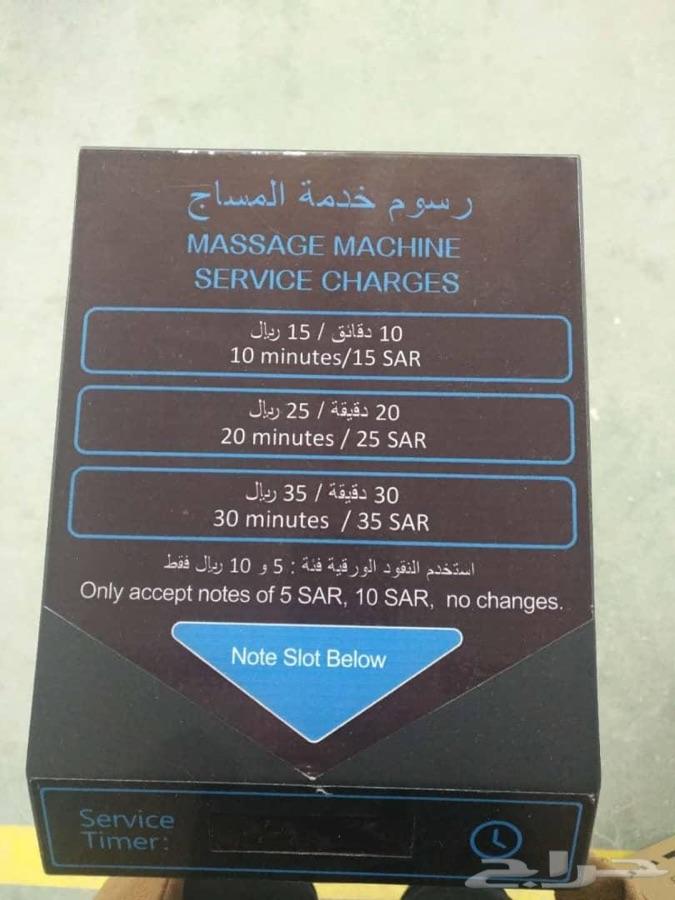 رسوم خدمة المساج
MASSAGE MACHINE
SERVICE CHARGES
10 دقائق / 15 ريال
10 minutes/15 SAR
20 دقيقة / 25 ريال
20 minutes / 25 SAR
30 دقيقة / 35 ريال
30 minutes / 35 SAR
استخدم النقود الورقية فئة : 5 و 10 ريال فقط
Only accept notes of 5 SAR, 10 SAR, no changes.
Note Slot Below
Service
Timer:
حراج